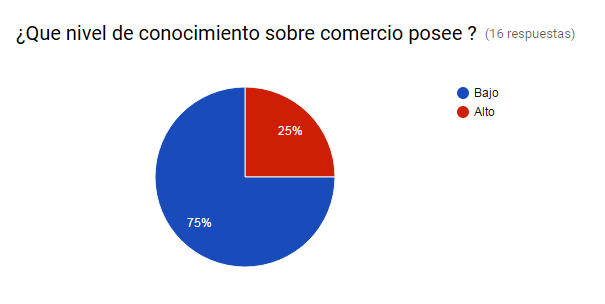 ¿Que nivel de conocimiento sobre comercio posee ? (16 respuestas)
Bajo
Alto
25%
75%